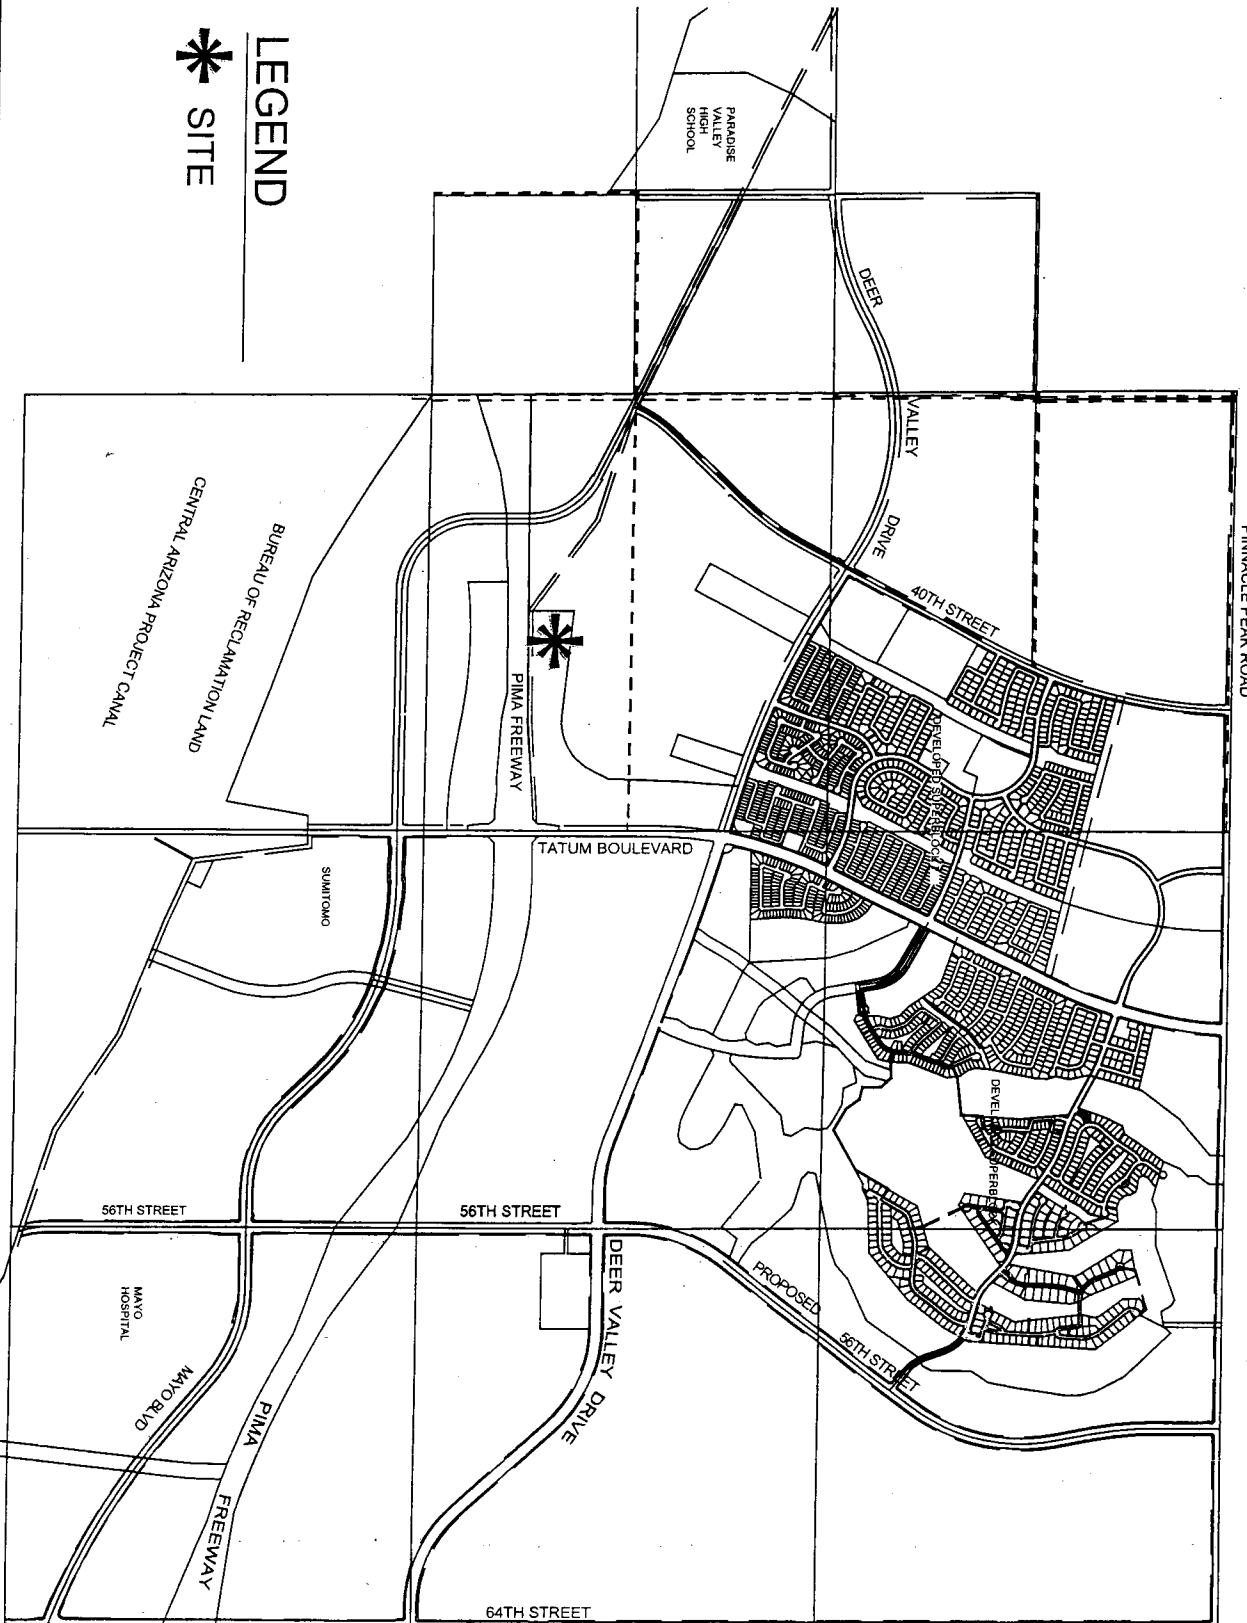 LEGEND
SITE
PARADISE
VALLEY
HIGH
SCHOOL
DEER
VALLEY
DRIVE
40TH STREET
PINNACLE PEAK ROAD
DEVELOPED SUPERBLOCK
PIMA FREEWAY
BUREAU OF RECLAMATION LAND
CENTRAL ARIZONA PROJECT CANAL
TATUM BOULEVARD
SUMITOMO
56TH STREET
56TH STREET
DEER VALLEY DRIVE
PROPOSED
56TH STREET
MAYO
HOSPITAL
MAYO BLVD
PIMA
FREEWAY
64TH STREET